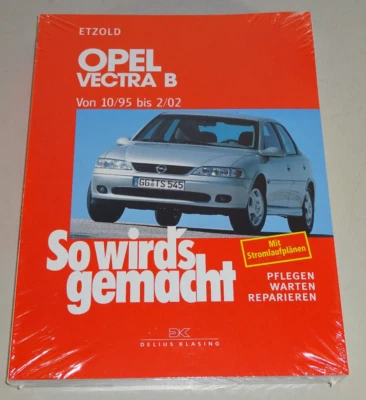 ETZOLD
OPEL
VECTRA B
Von 10/95 bis 2/02
GG TS 545
Mit
Stromlaufplänen
So wird's
gemacht
PFLEGEN
WARTEN
REPARIEREN
DK
DELIUS KLASING